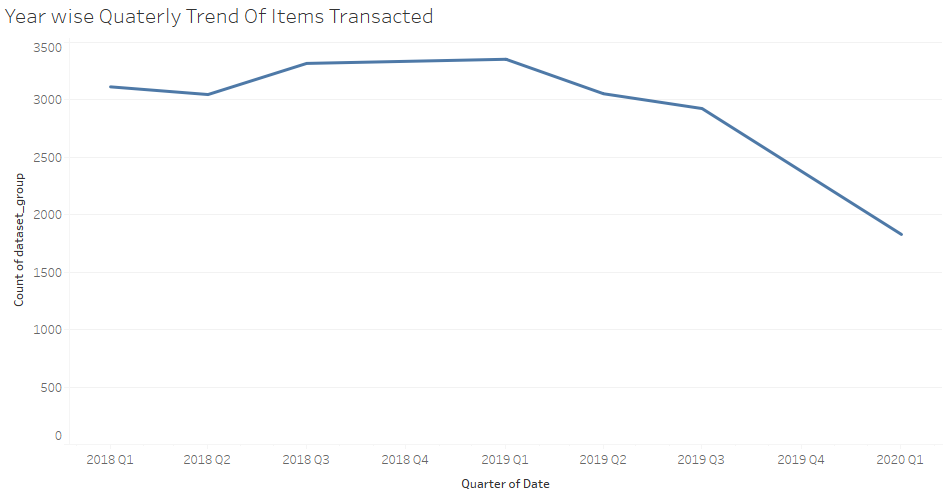 Year wise Quaterly Trend Of Items Transacted
3500
3000
2500
2000
1500
1000
500
0
Count of dataset_group
2018 Q1 2018 Q2 2018 Q3 2018 Q4 2019 Q1 2019 Q2 2019 Q3 2019 Q4 2020 Q1
Quarter of Date